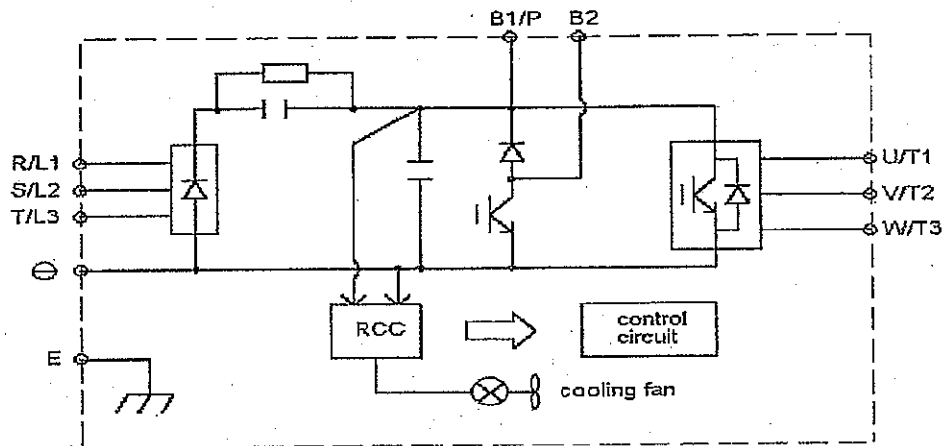 B1/P B2
R/L1
S/L2
T/L3
U/T1
V/T2
W/T3
E
RCC
control
circuit
cooling fan